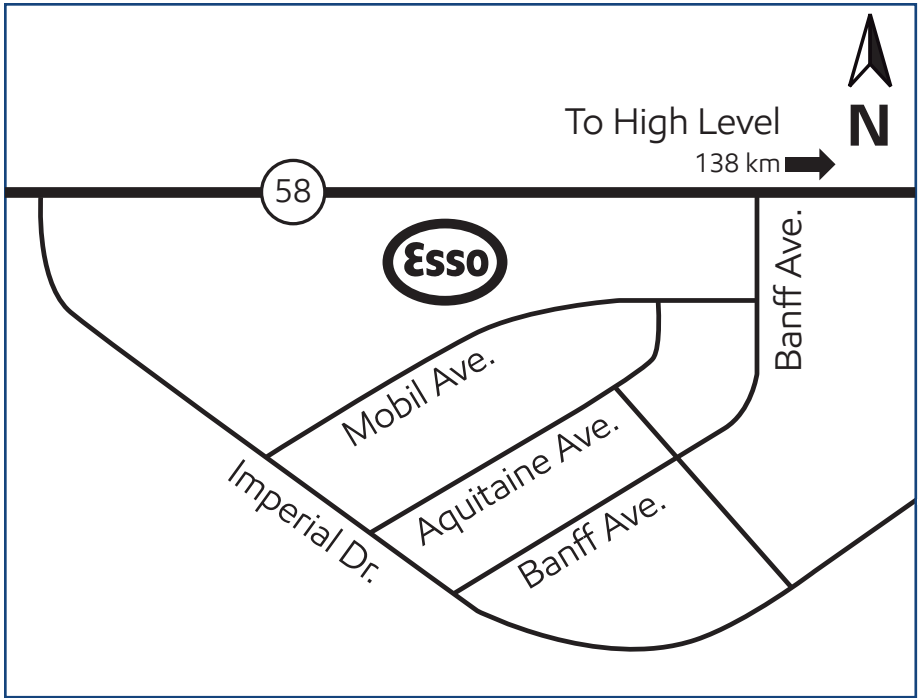 To High Level
N
138 km
58
Esso
Banff Ave.
Mobil Ave.
Aquitaine Ave.
Imperial Dr.
Banff Ave.